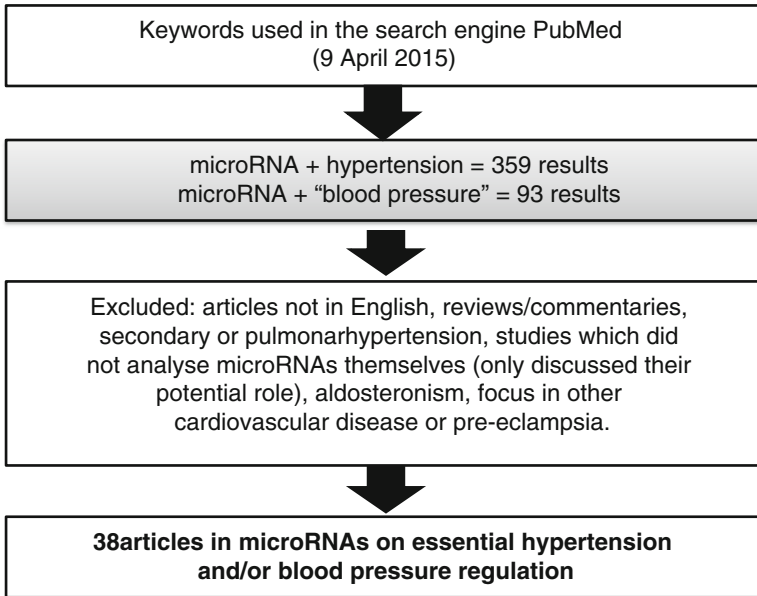 Keywords used in the search engine PubMed
(9 April 2015)
microRNA + hypertension = 359 results
microRNA + “blood pressure” = 93 results
Excluded: articles not in English, reviews/commentaries,
secondary or pulmonarhypertension, studies which did
not analyse microRNAs themselves (only discussed their
potential role), aldosteronism, focus in other
cardiovascular disease or pre-eclampsia.
38articles in microRNAs on essential hypertension
and/or blood pressure regulation